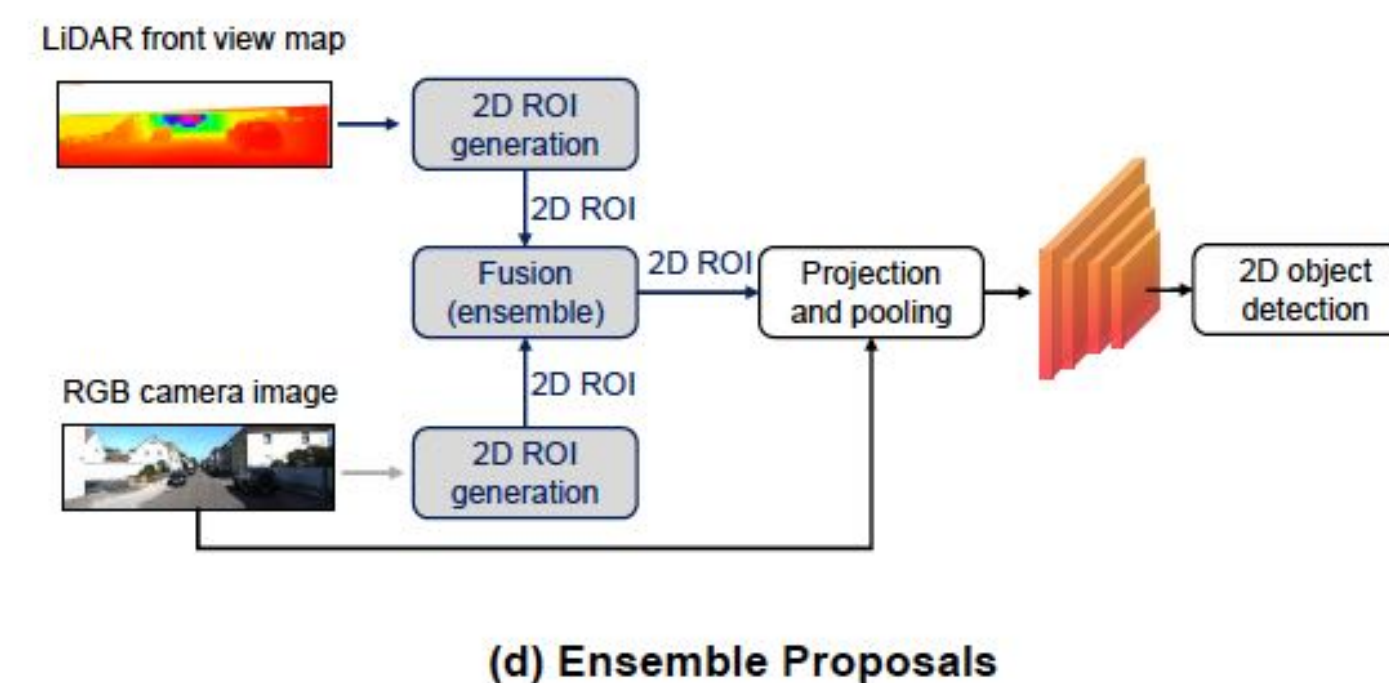 LiDAR front view map
2D ROI
generation
2D ROI
Fusion
(ensemble)
2D ROI
Projection
and pooling
2D object
detection
2D ROI
RGB camera image
2D ROI
generation
(d) Ensemble Proposals